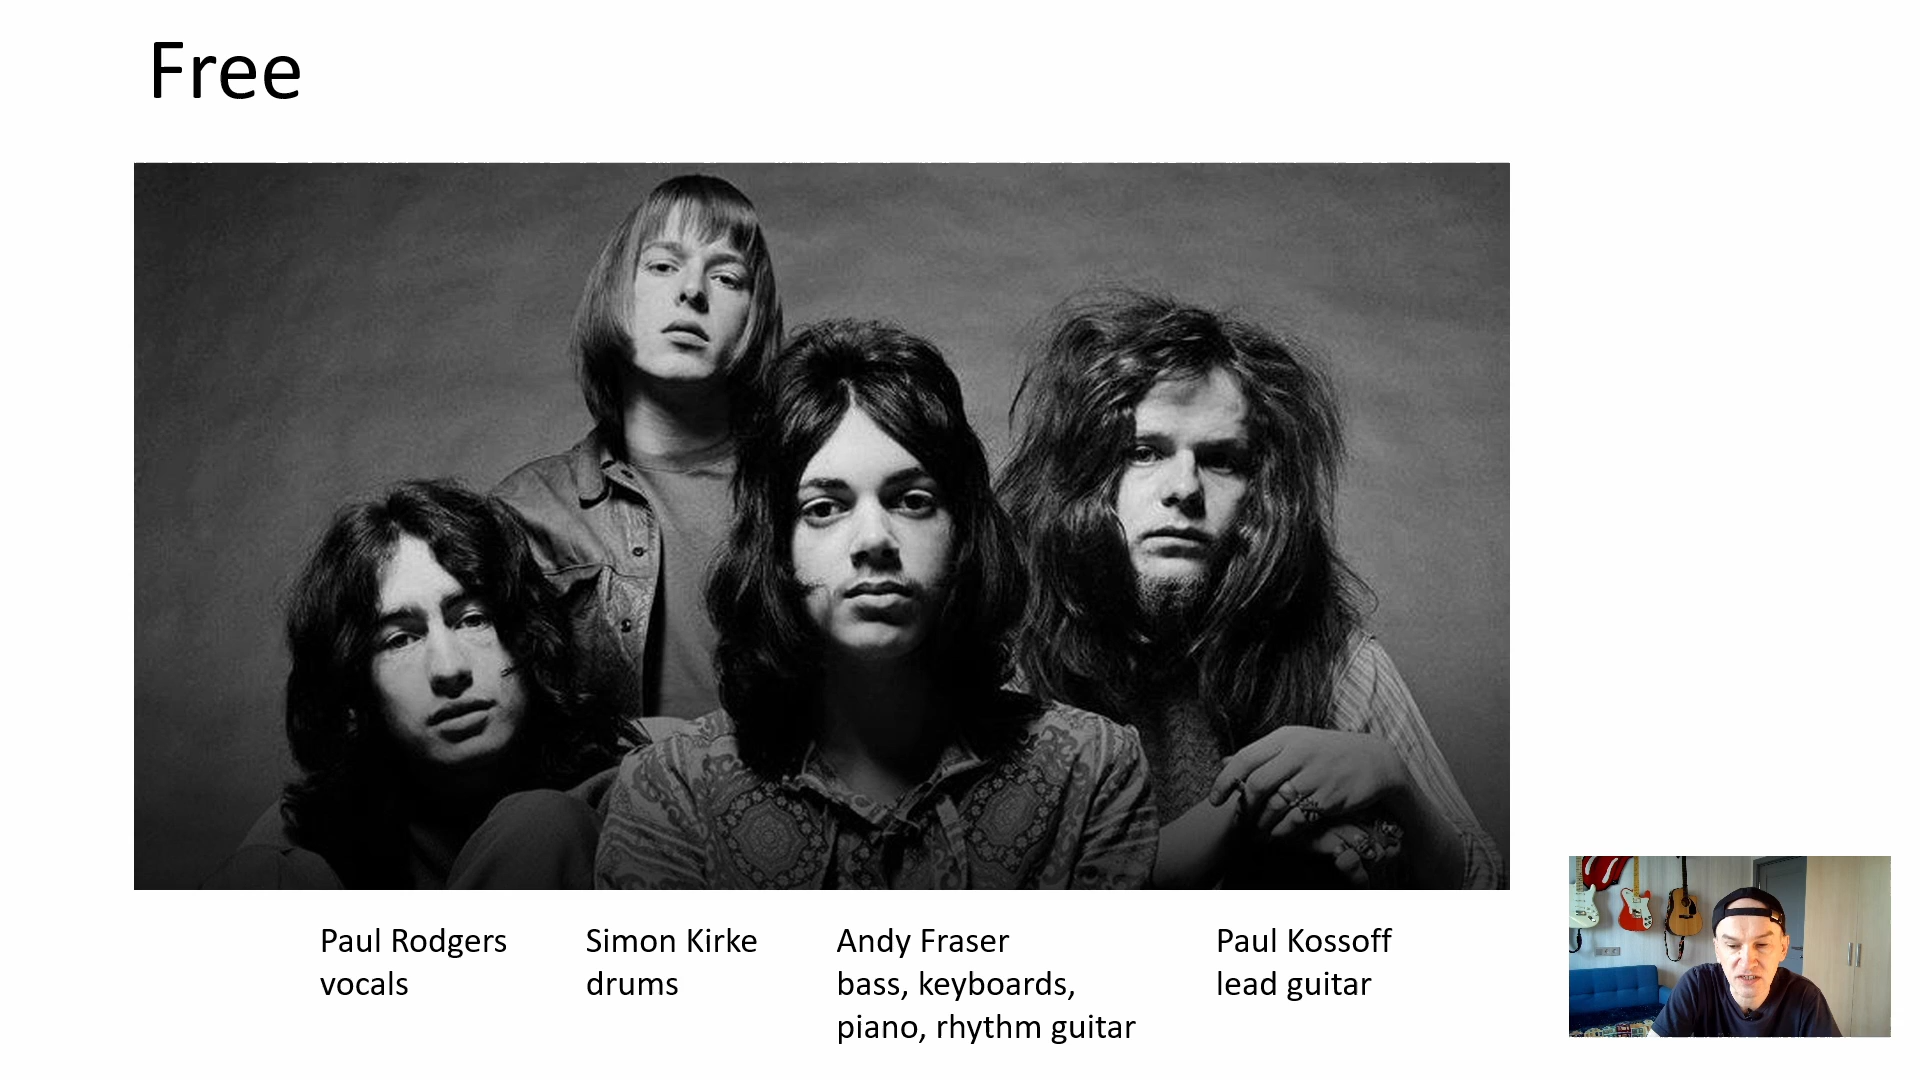 Free
Paul Rodgers
vocals
Simon Kirke
drums
Andy Fraser
bass, keyboards,
piano, rhythm guitar
Paul Kossoff
lead guitar